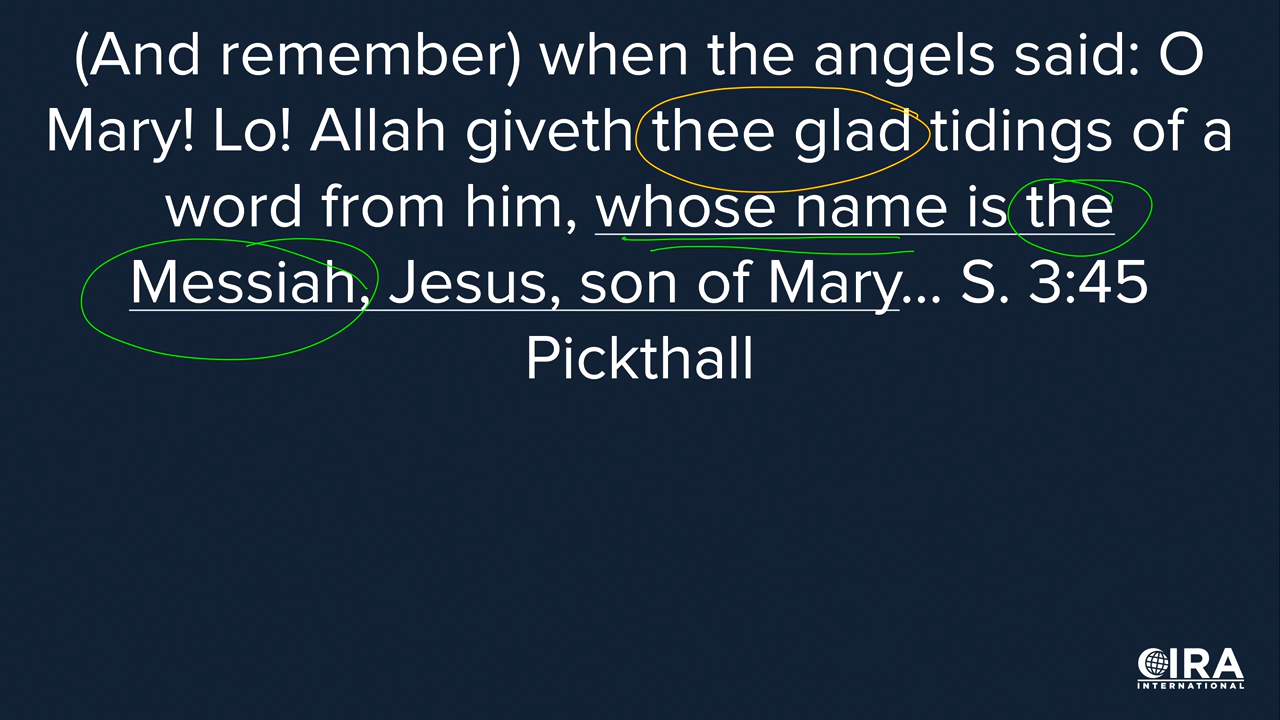 (And remember) when the angels said: O
Mary! Lo! Allah giveth thee glad tidings of a
word from him, whose name is the
Messiah, Jesus, son of Mary... S. 3:45
Pickthall
CIRA
INTERNATIONAL